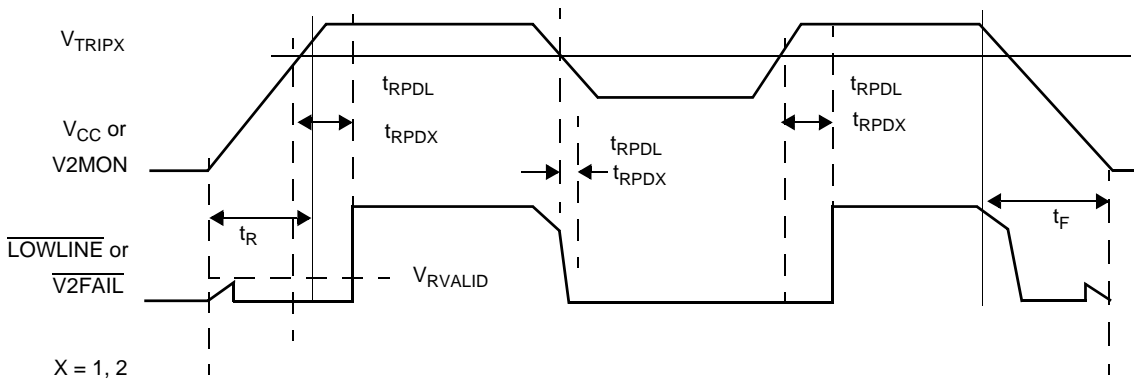 VTRIPX
tRPDL
tRPDX
tRPDL
tRPDX
tRPDL
tRPDX
VCC or
V2MON
tR
tF
LOWLINE or
V2FAIL
VRVALID
X = 1, 2